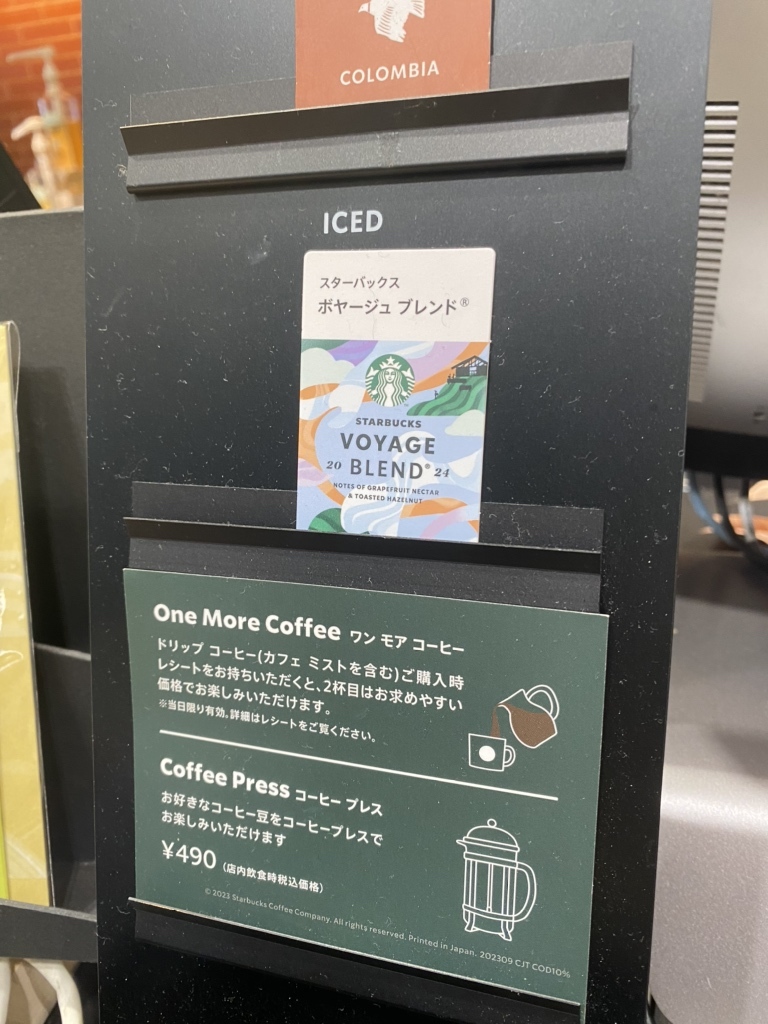 COLOMBIA
ICED
スターバックス
ボヤージュ ブレンド®
STARBUCKS
VOYAGE
20 BLEND® 24
NOTES OF GRAPEFRUIT NECTAR
& TOASTED HAZELNUT
One More Coffee ワン モア コーヒー
ドリップ コーヒー(カフェ ミストを含む)ご購入時
レシートをお持ちいただくと、2杯目はお求めやすい
価格でお楽しみいただけます。
※当日限り有効。詳細はレシートをご覧ください。
Coffee Press コーヒー プレス
お好きなコーヒー豆をコーヒープレスで
お楽しみいただけます
¥490 (店内飲食時税込価格)
© 2023 Starbucks Coffee Company. All rights reserved. Printed in Japan. 202309 CJT COD10%